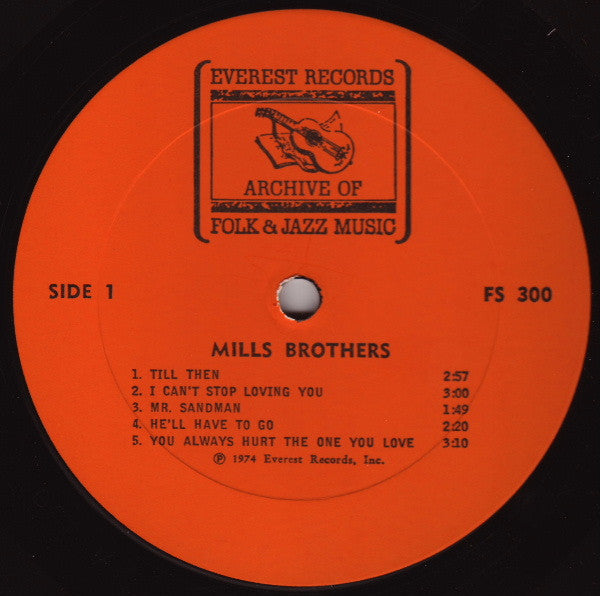 EVEREST RECORDS
ARCHIVE OF
FOLK & JAZZ MUSIC
SIDE 1
FS 300
MILLS BROTHERS
1. TILL THEN 2:57
2. I CAN'T STOP LOVING YOU 3:00
3. MR. SANDMAN 1:49
4. HE'LL HAVE TO GO 2:20
5. YOU ALWAYS HURT THE ONE YOU LOVE 3:10
℗ 1974 Everest Records, Inc.